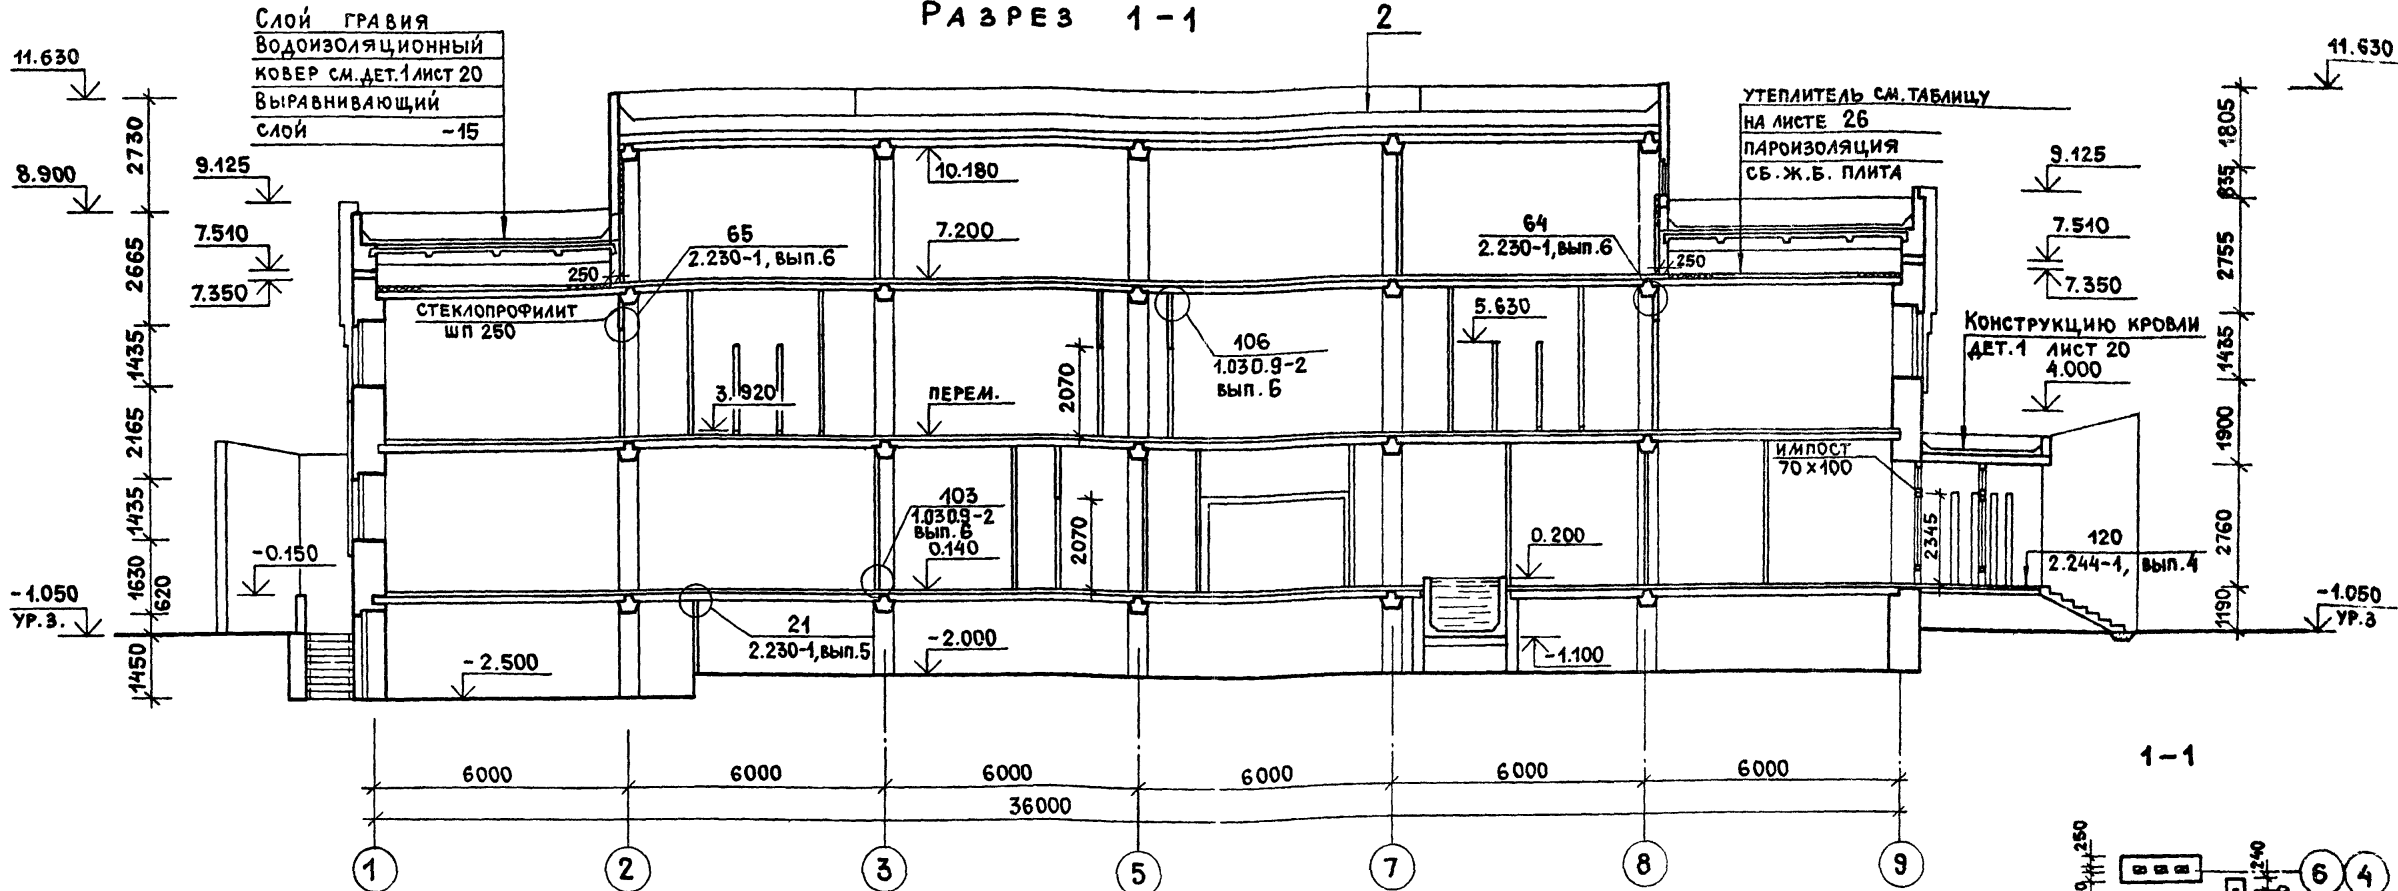 РАЗРЕЗ 1-1
2
СЛОЙ ГРАВИЯ
ВОДОИЗОЛЯЦИОННЫЙ
КОВЕР СМ.ДЕТ.1 ЛИСТ 20
ВЫРАВНИВАЮЩИЙ
СЛОЙ -15
11.630
8.900
9.125
7.510
7.350
-0.150
-1.050
УР.З.
2730
2665
1435
2165
1435
1630
620
1450
250
СТЕКЛОПРОФИЛИТ
ШП 250
65
2.230-1, ВЫП.6
10.180
7.200
3.920
ПЕРЕМ.
2070
106
1.030.9-2
ВЫП. 6
5.630
64
2.230-1, ВЫП.6
250
УТЕПЛИТЕЛЬ СМ.ТАБЛИЦУ
НА ЛИСТЕ 26
ПАРОИЗОЛЯЦИЯ
СБ.Ж.Б. ПЛИТА
11.630
9.125
7.510
7.350
КОНСТРУКЦИЮ КРОВЛИ
ДЕТ.1 ЛИСТ 20
4.000
1805
635
2755
1435
1900
2760
1190
ИМПОСТ
70×100
2345
120
2.244-1, ВЫП.4
-1.050
УР.З
103
1.030.9-2
ВЫП. 6
0.140
2070
0.200
21
2.230-1, ВЫП.5
-2.000
-2.500
-1.100
6000 6000 6000 6000 6000 6000
36000
1 2 3 5 7 8 9
1-1
250
240
6 4